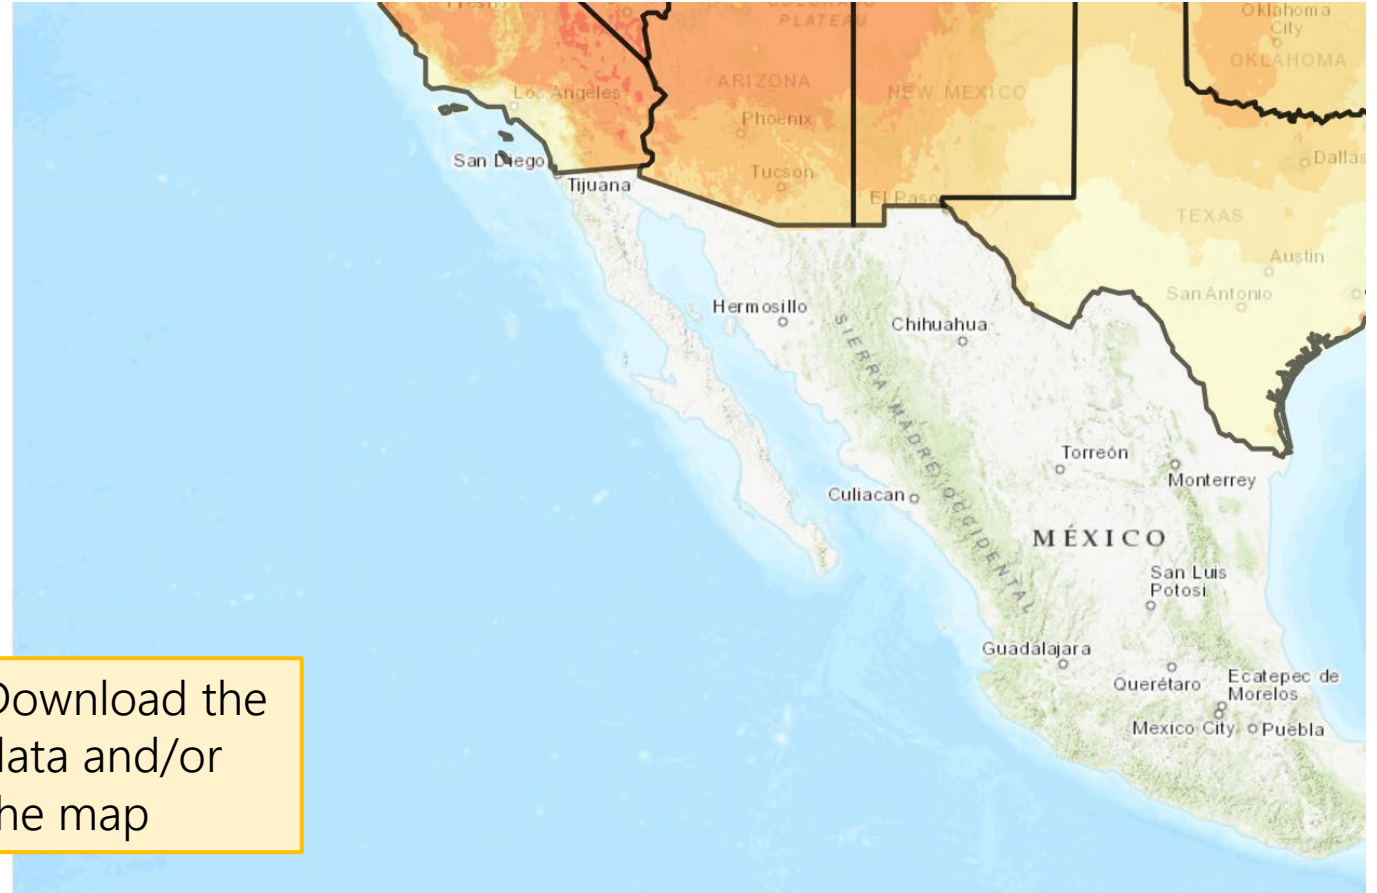 COLORADO
PLATEAU
Oklahoma
City
OKLAHOMA
ARIZONA
NEW MEXICO
Los Angeles
Phoenix
Dallas
San Diego
Tucson
Tijuana
El Paso
TEXAS
Austin
San Antonio
Hermosillo
Chihuahua
SIERRA MADRE OCCIDENTAL
Torreón
Monterrey
Culiacan
MÉXICO
San Luis
Potosi
Guadalajara
Querétaro
Ecatepec de
Morelos
Mexico City
Puebla
Download the
data and/or
the map